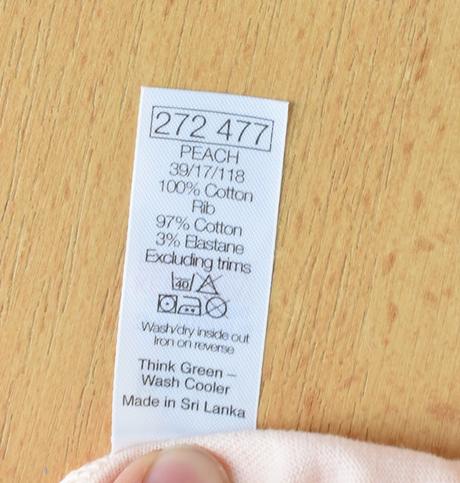 272 477
PEACH
39/17/118
100% Cotton
Rib
97% Cotton
3% Elastane
Excluding trims
40
Wash/dry inside out
Iron on reverse
Think Green –
Wash Cooler
Made in Sri Lanka